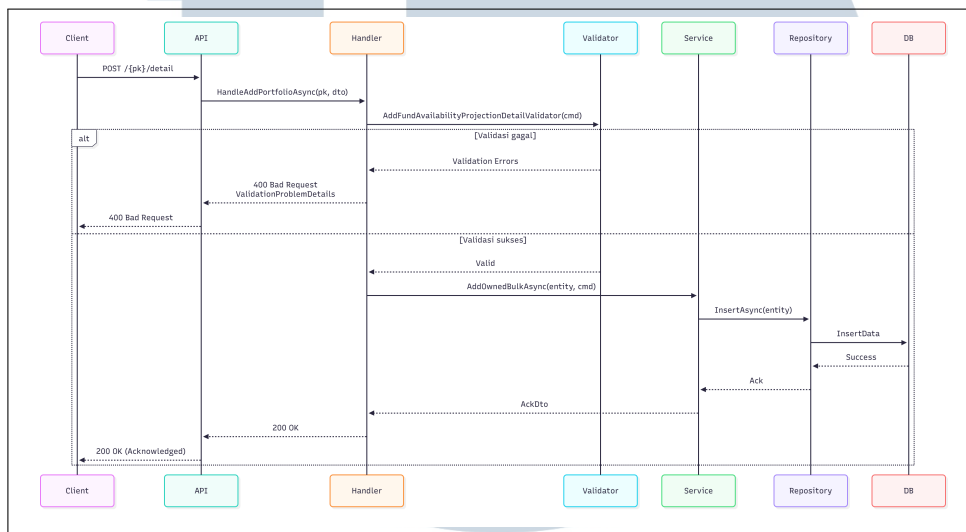 Client API Handler Validator Service Repository DB
POST /{pk}/detail
HandleAddPortfolioAsync(pk, dto)
AddFundAvailabilityProjectionDetailValidator(cmd)
alt
[Validasi gagal]
Validation Errors
400 Bad Request
ValidationProblemDetails
400 Bad Request
[Validasi sukses]
Valid
AddOwnedBulkAsync(entity, cmd)
InsertAsync(entity)
InsertData
Success
Ack
AckDto
200 OK
200 OK (Acknowledged)
Client API Handler Validator Service Repository DB